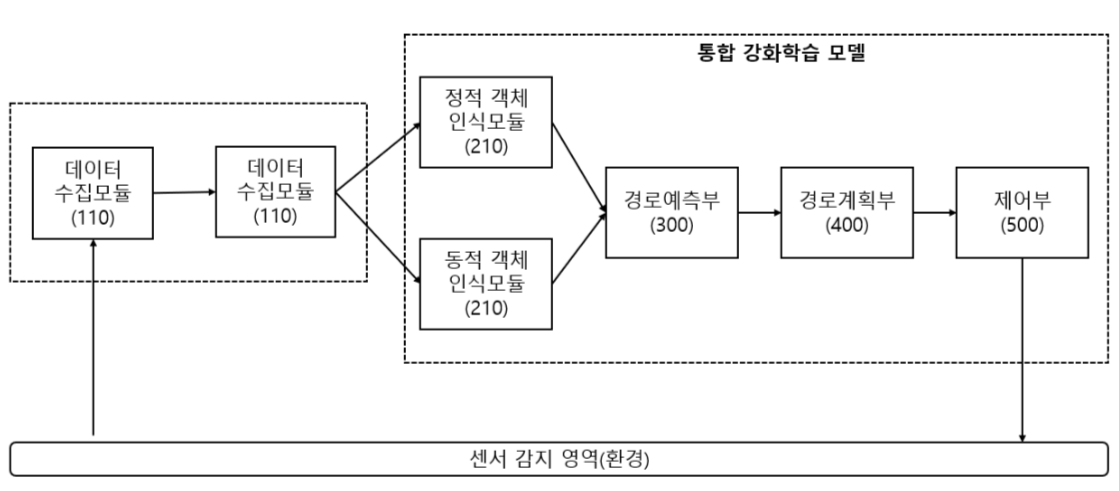 통합 강화학습 모델
데이터
수집모듈
(110)
데이터
수집모듈
(110)
정적 객체
인식모듈
(210)
동적 객체
인식모듈
(210)
경로예측부
(300)
경로계획부
(400)
제어부
(500)
센서 감지 영역(환경)